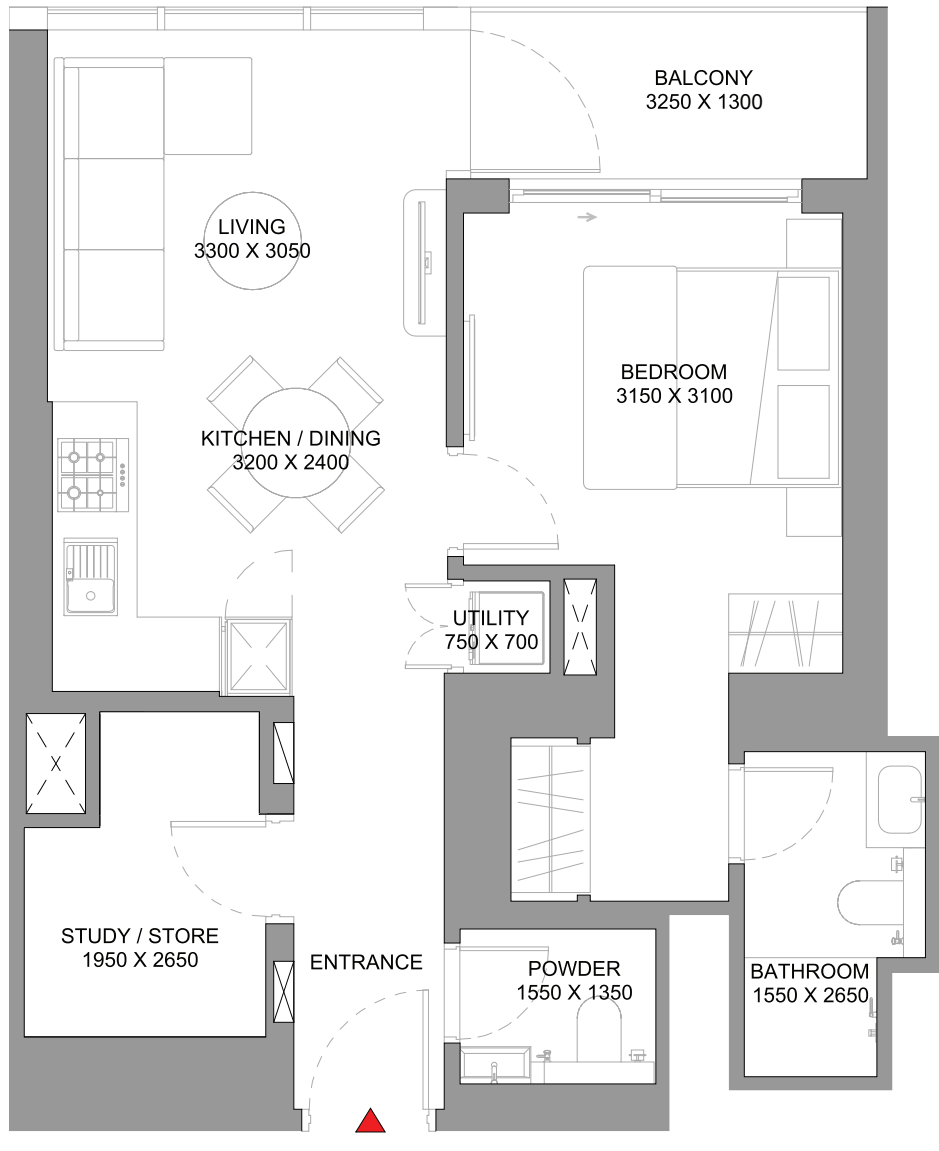 BALCONY
3250 X 1300
LIVING
3300 X 3050
BEDROOM
3150 X 3100
KITCHEN / DINING
3200 X 2400
UTILITY
750 X 700
STUDY / STORE
1950 X 2650
ENTRANCE
POWDER
1550 X 1350
BATHROOM
1550 X 2650